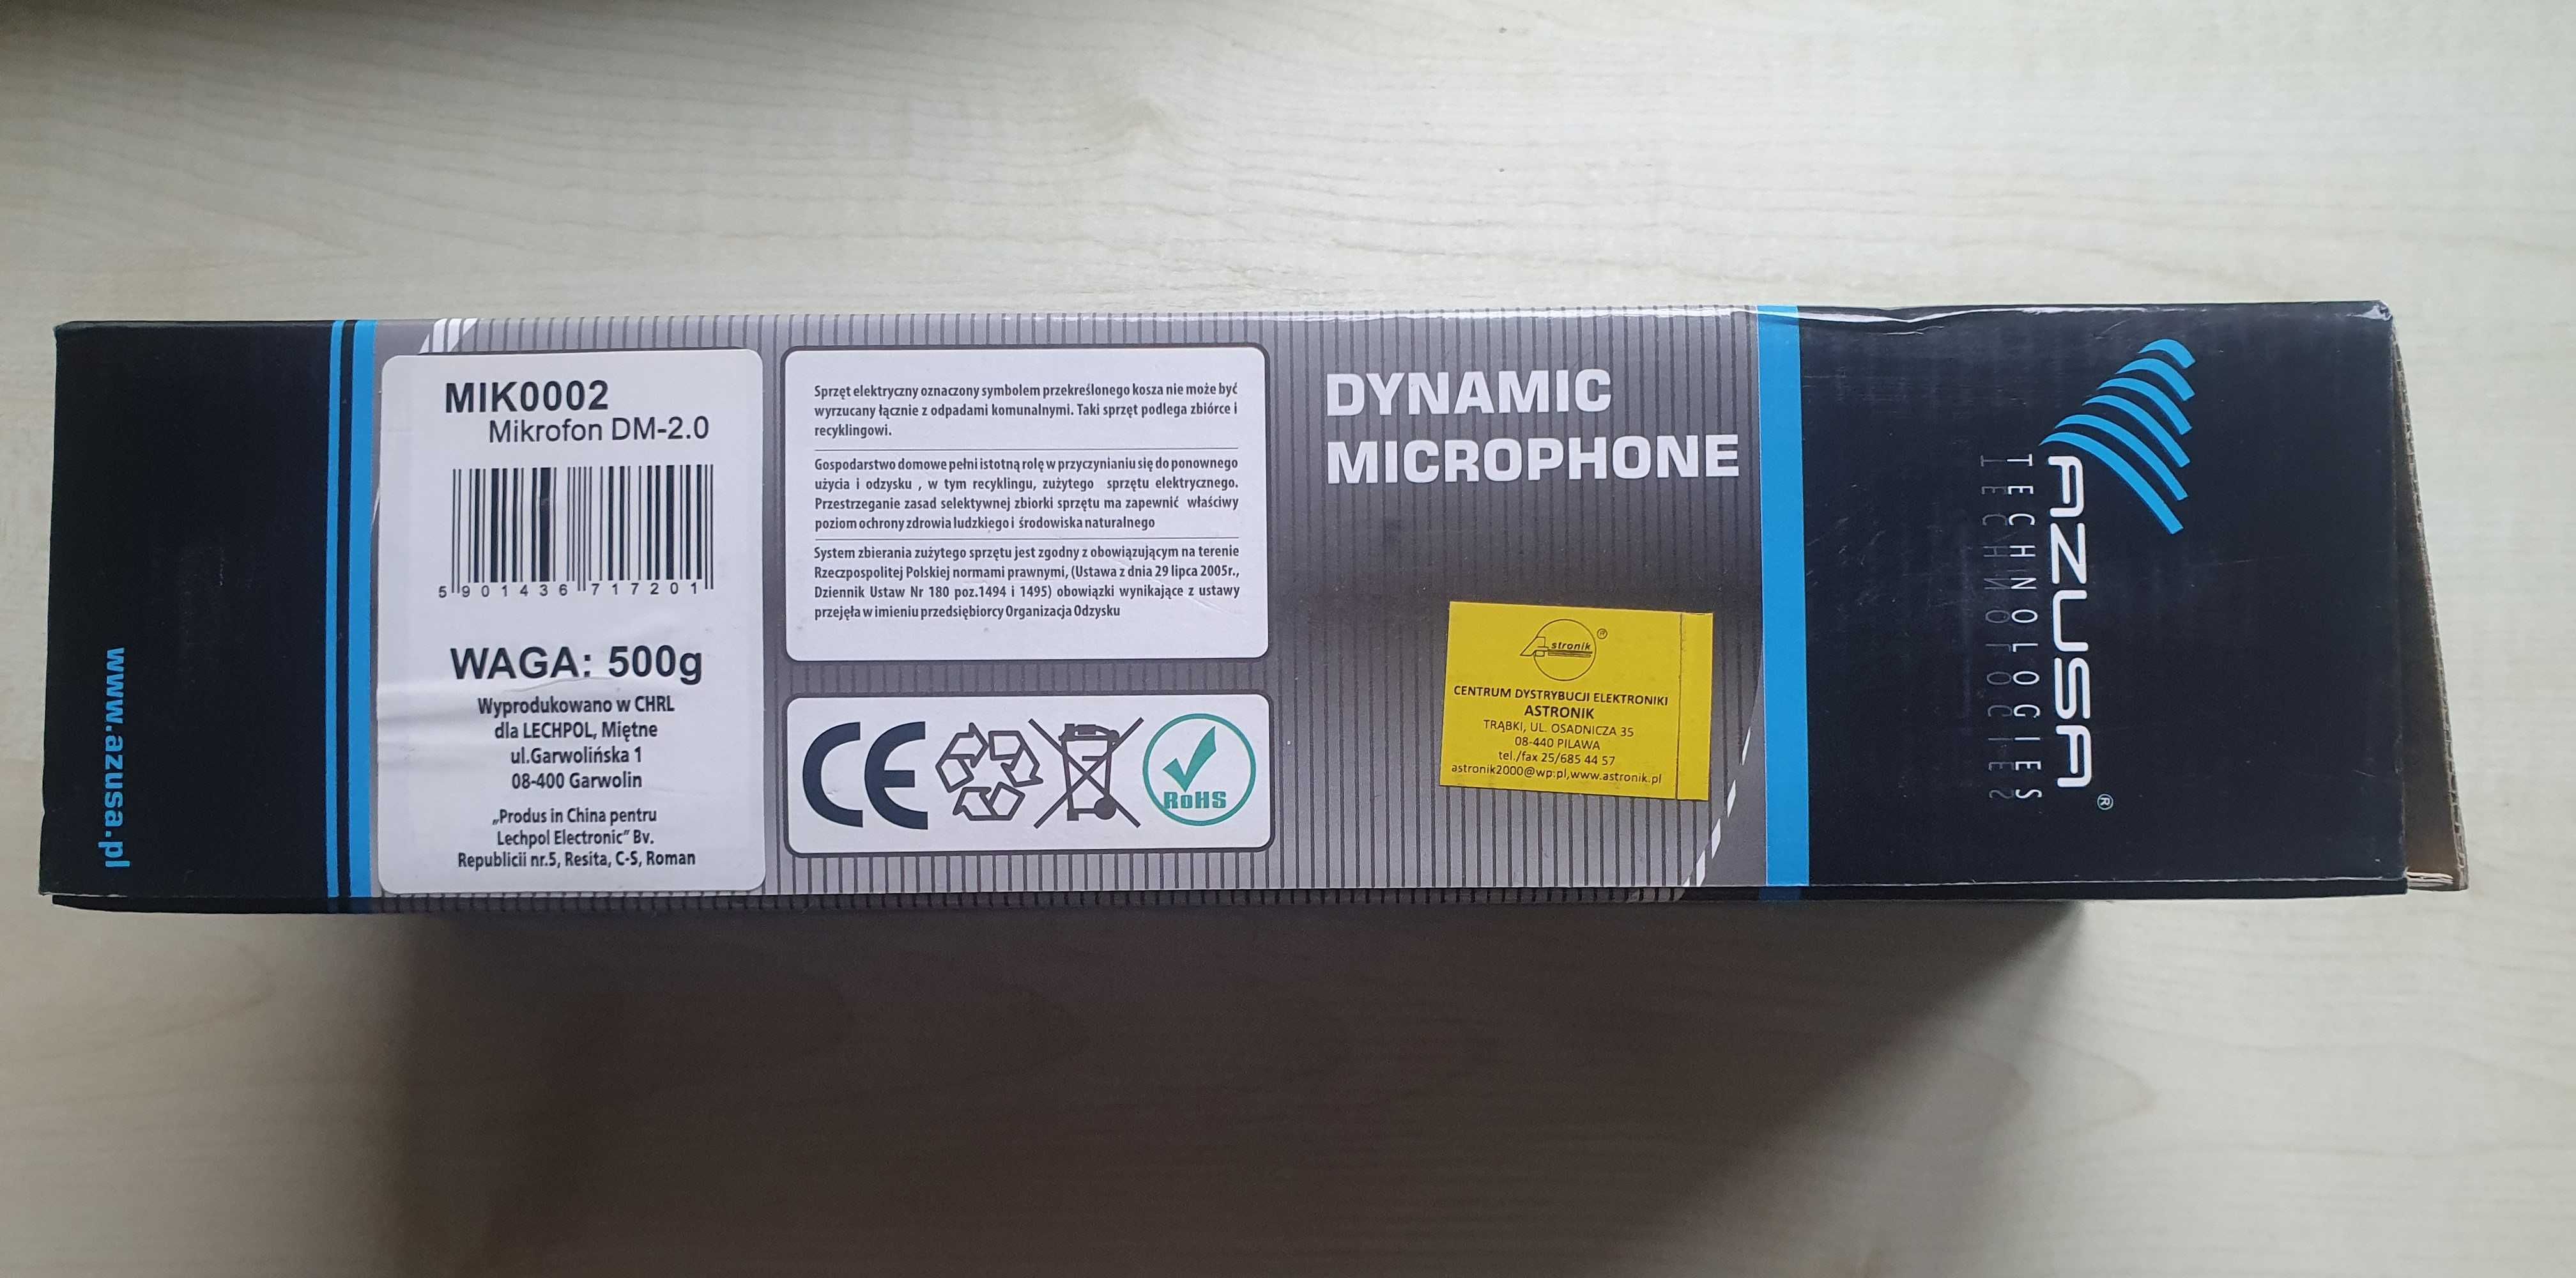 www.azusa.pl
MIK0002
Mikrofon DM-2.0
5 901436 717201
WAGA: 500g
Wyprodukowano w CHRL
dla LECHPOL, Miętne
ul.Garwolińska 1
08-400 Garwolin
„Produs in China pentru
Lechpol Electronic” Bv.
Republicii nr.5, Resita, C-S, Roman
Sprzęt elektryczny oznaczony symbolem przekreślonego kosza nie może być
wyrzucany łącznie z odpadami komunalnymi. Taki sprzęt podlega zbiórce i
recyklingowi.
Gospodarstwo domowe pełni istotną rolę w przyczynianiu się do ponownego
użycia i odzysku , w tym recyklingu, zużytego sprzętu elektrycznego.
Przestrzeganie zasad selektywnej zbiorki sprzętu ma zapewnić właściwy
poziom ochrony zdrowia ludzkiego i środowiska naturalnego
System zbierania zużytego sprzętu jest zgodny z obowiązującym na terenie
Rzeczpospolitej Polskiej normami prawnymi, (Ustawa z dnia 29 lipca 2005r.,
Dziennik Ustaw Nr 180 poz.1494 i 1495) obowiązki wynikające z ustawy
przejęła w imieniu przedsiębiorcy Organizacja Odzysku
CE
RoHS
DYNAMIC
MICROPHONE
Astronik ®
CENTRUM DYSTRYBUCJI ELEKTRONIKI
ASTRONIK
TRĄBKI, UL. OSADNICZA 35
08-440 PILAWA
tel./fax 25/685 44 57
astronik2000@wp.pl,www.astronik.pl
AZUSA ®
TECHNOLOGIES